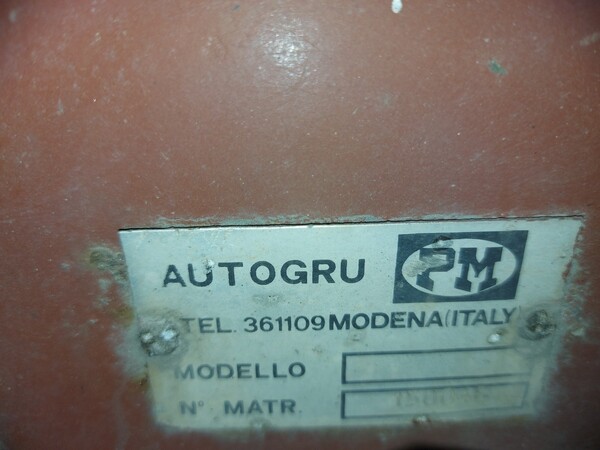 AUTOGRU PM
TEL. 361109 MODENA (ITALY)
MODELLO
N° MATR.